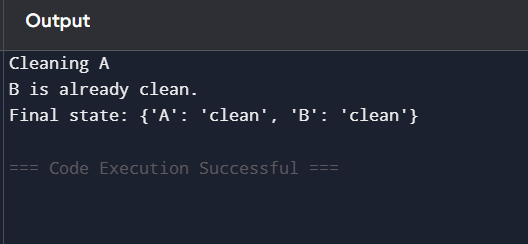 Output
Cleaning A
B is already clean.
Final state: {'A': 'clean', 'B': 'clean'}
=== Code Execution Successful ===